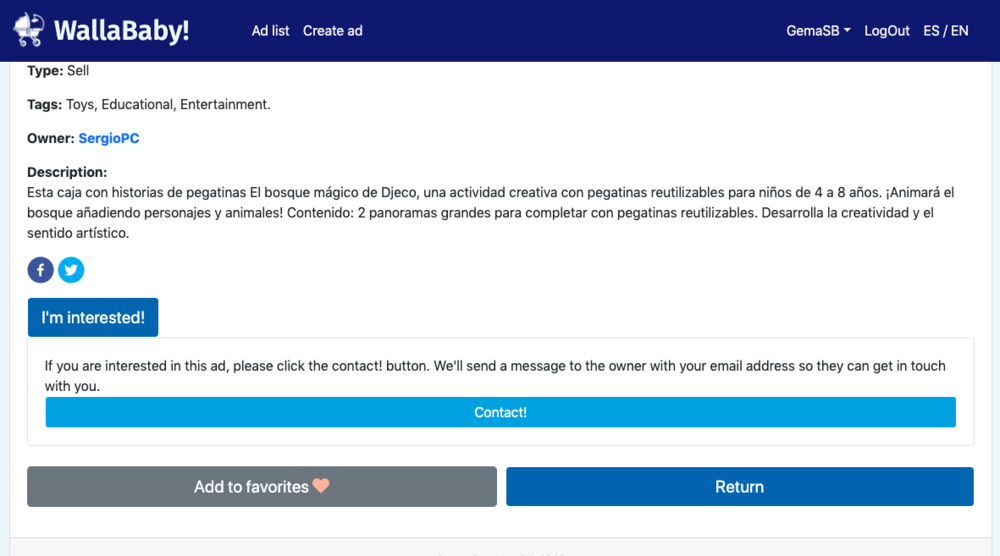 WallaBaby!
Ad list Create ad
GemaSB LogOut ES / EN
Type: Sell
Tags: Toys, Educational, Entertainment.
Owner: SergioPC
Description:
Esta caja con historias de pegatinas El bosque mágico de Djeco, una actividad creativa con pegatinas reutilizables para niños de 4 a 8 años. ¡Animará el
bosque añadiendo personajes y animales! Contenido: 2 panoramas grandes para completar con pegatinas reutilizables. Desarrolla la creatividad y el
sentido artístico.
I'm interested!
If you are interested in this ad, please click the contact! button. We'll send a message to the owner with your email address so they can get in touch
with you.
Contact!
Add to favorites
Return